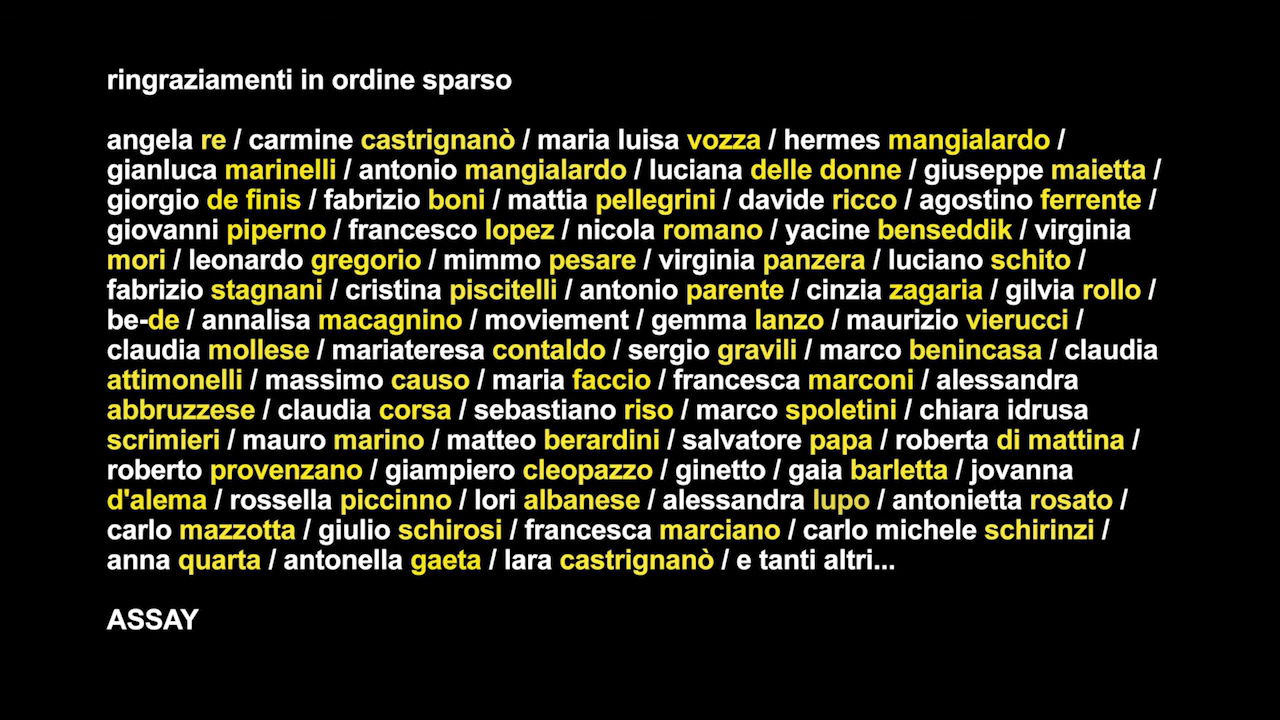 ringraziamenti in ordine sparso
angela re / carmine castrignanò / maria luisa vozza / hermes mangialardo /
gianluca marinelli / antonio mangialardo / luciana delle donne / giuseppe maietta /
giorgio de finis / fabrizio boni / mattia pellegrini / davide ricco / agostino ferrente /
giovanni piperno / francesco lopez / nicola romano / yacine benseddik / virginia
mori / leonardo gregorio / mimmo pesare / virginia panzera / luciano schito /
fabrizio stagnani / cristina piscitelli / antonio parente / cinzia zagaria / gilvia rollo /
be-de / annalisa macagnino / moviement / gemma lanzo / maurizio vierucci /
claudia mollese / mariateresa contaldo / sergio gravili / marco benincasa / claudia
attimonelli / massimo causo / maria faccio / francesca marconi / alessandra
abbruzzese / claudia corsa / sebastiano riso / marco spoletini / chiara idrusa
scrimieri / mauro marino / matteo berardini / salvatore papa / roberta di mattina /
roberto provenzano / giampiero cleopazzo / ginetto / gaia barletta / jovanna
d'alema / rossella piccinno / lori albanese / alessandra lupo / antonietta rosato /
carlo mazzotta / giulio schirosi / francesca marciano / carlo michele schirinzi /
anna quarta / antonella gaeta / lara castrignanò / e tanti altri...
ASSAY